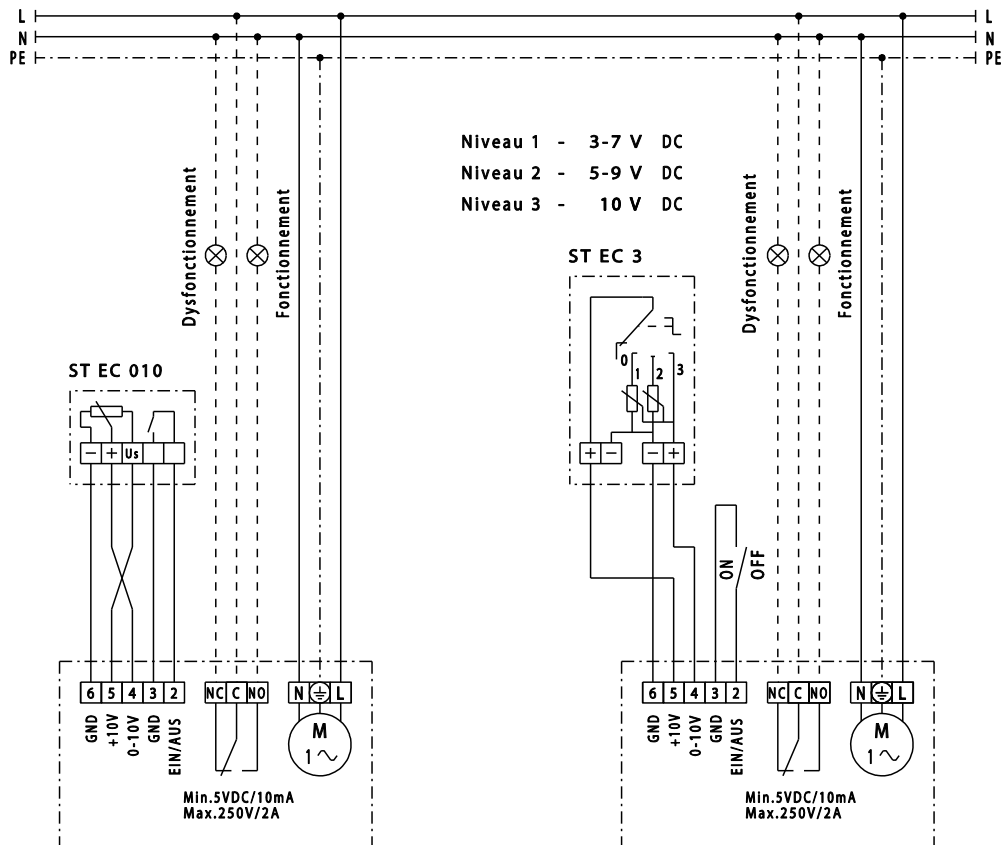 L
N
PE
L
N
PE
Niveau 1 - 3-7 V DC
Niveau 2 - 5-9 V DC
Niveau 3 - 10 V DC
Dysfonctionnement
Fonctionnement
ST EC 010
− + Us
6 5 4 3 2
GND
+10V
0-10V
GND
EIN/AUS
NC C NO
N L
M
1~
Min.5VDC/10mA
Max.250V/2A
ST EC 3
0
1
2
3
+ − − +
ON
OFF
Dysfonctionnement
Fonctionnement
6 5 4 3 2
GND
+10V
0-10V
GND
EIN/AUS
NC C NO
N L
M
1~
Min.5VDC/10mA
Max.250V/2A